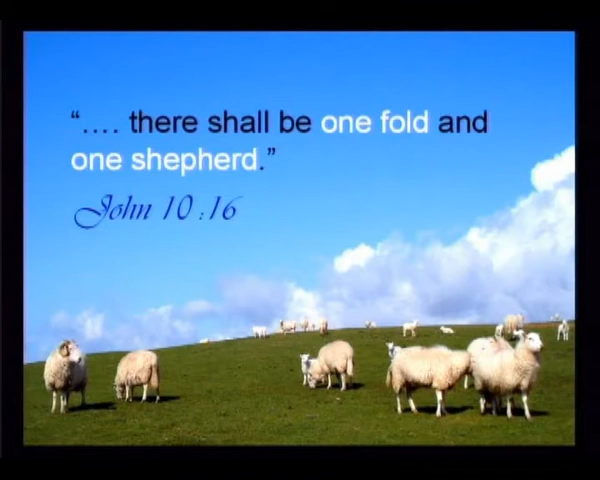 “.... there shall be one fold and
one shepherd.”
John 10:16